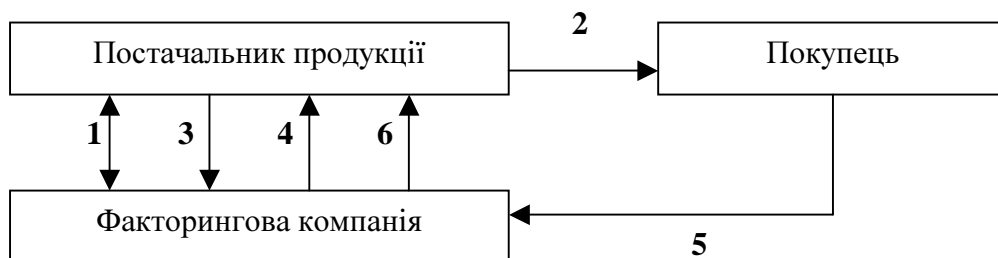 2
Постачальник продукції
Покупець
1 3 4 6
Факторингова компанія
5